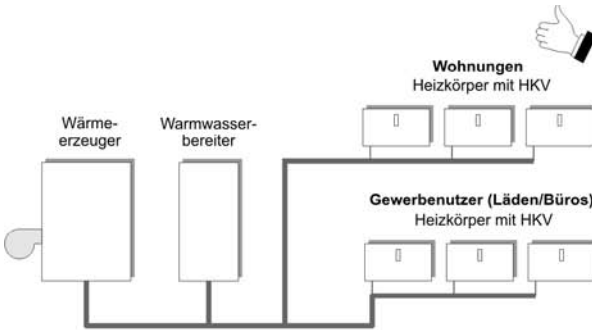 Wohnungen
Heizkörper mit HKV
Wärme-
erzeuger
Warmwasser-
bereiter
Gewerbenutzer (Läden/Büros)
Heizkörper mit HKV